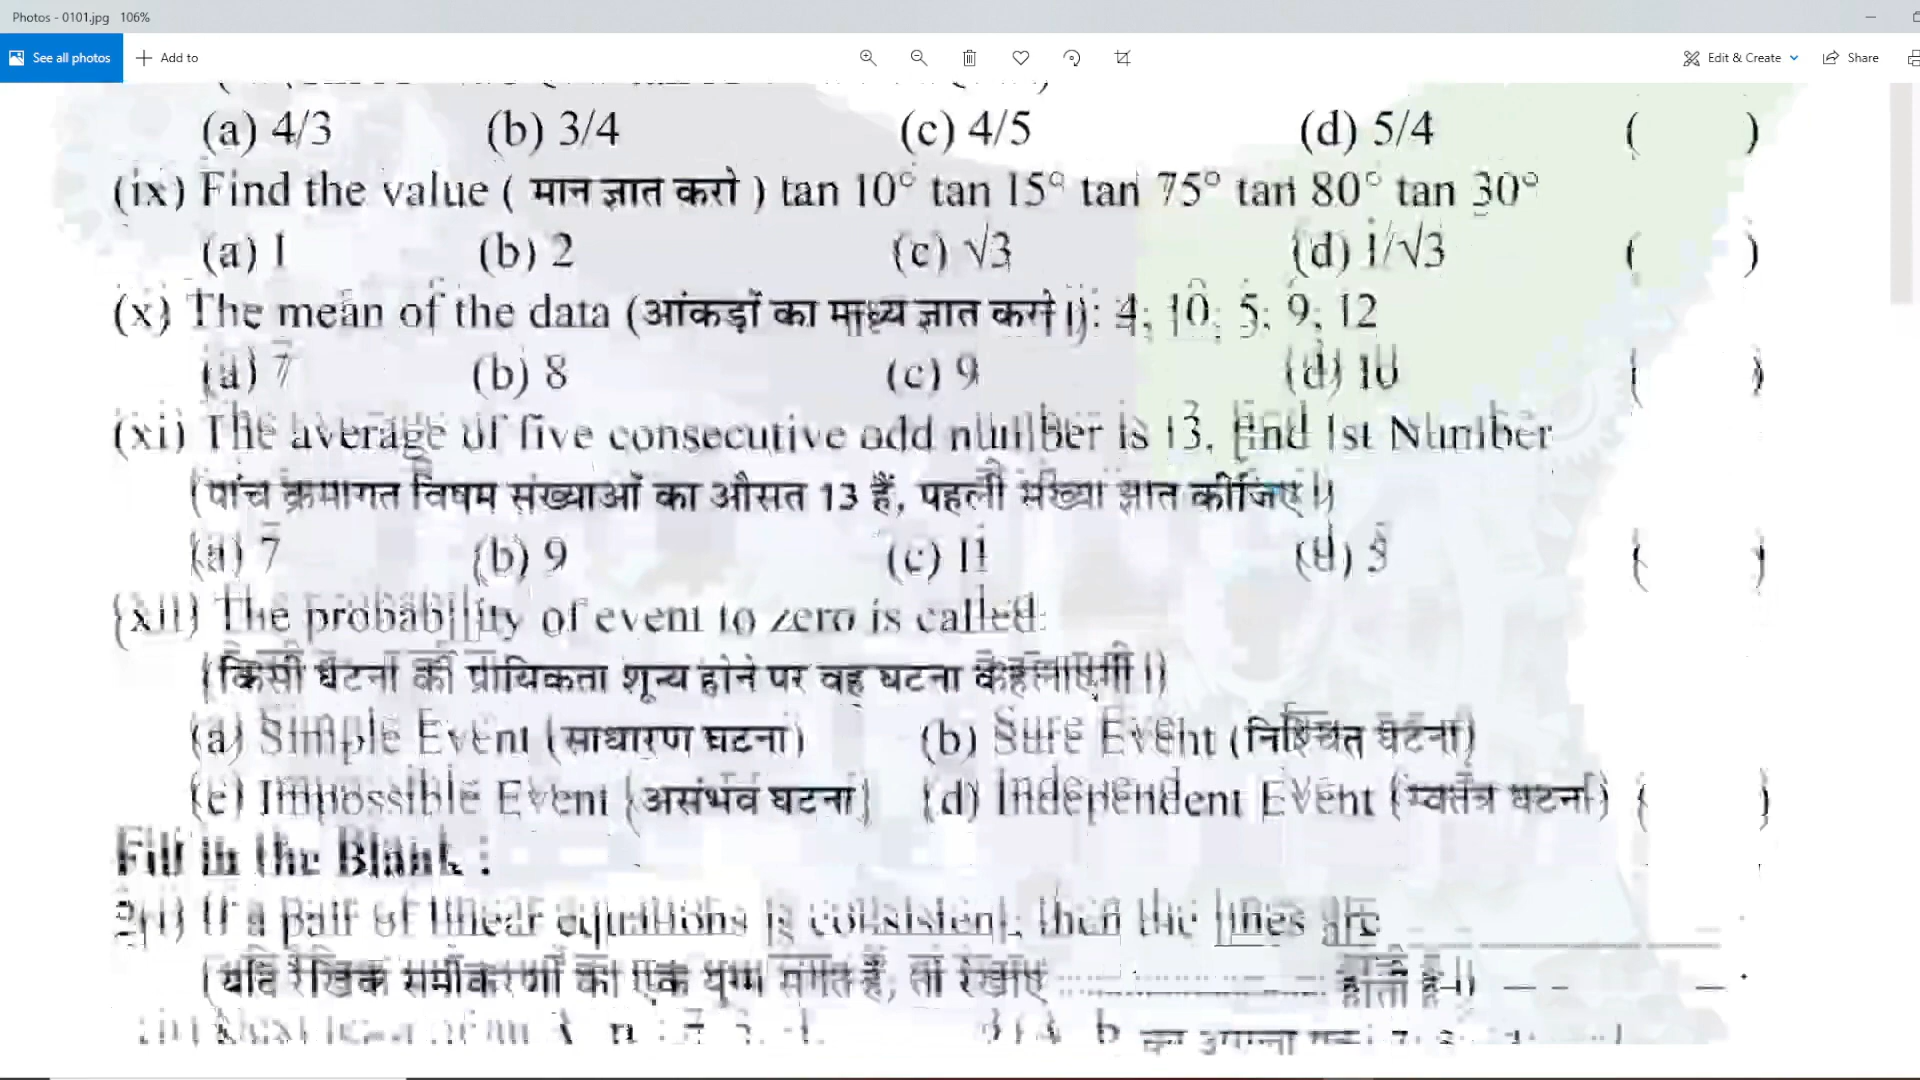 Photos - 0101.jpg 106%
See all photos
Add to
Edit & Create
Share
(a) 4/3 (b) 3/4 (c) 4/5 (d) 5/4 ( )
(ix) Find the value ( मान ज्ञात करो ) tan 10° tan 15° tan 75° tan 80° tan 30°
(a) 1 (b) 2 (c) √3 (d) 1/√3 ( )
(x) The mean of the data (आंकड़ों का माध्य ज्ञात करो।): 4, 10, 5, 9, 12
(a) 7 (b) 8 (c) 9 (d) 10 ( )
(xi) The average of five consecutive odd number is 13, find 1st Number
(पांच क्रमागत विषम संख्याओं का औसत 13 हैं, पहली संख्या ज्ञात कीजिए।)
(a) 7 (b) 9 (c) 11 (d) ( )
(xii) The probability of event to zero is called:
(किसी घटना की प्रायिकता शून्य होने पर वह घटना कहलाएगी।)
(a) Simple Event (साधारण घटना) (b) Sure Event (निश्चित घटना)
(c) Impossible Event (असंभव घटना) (d) Independent Event (स्वतंत्र घटना) ( )
Fill in the Blank :
2(i) If a pair of linear equations is consistent, then the lines are
(यदि रैखिक समीकरणों का एक युग्म संगत हैं, तो रेखाएं .......... होती है।)